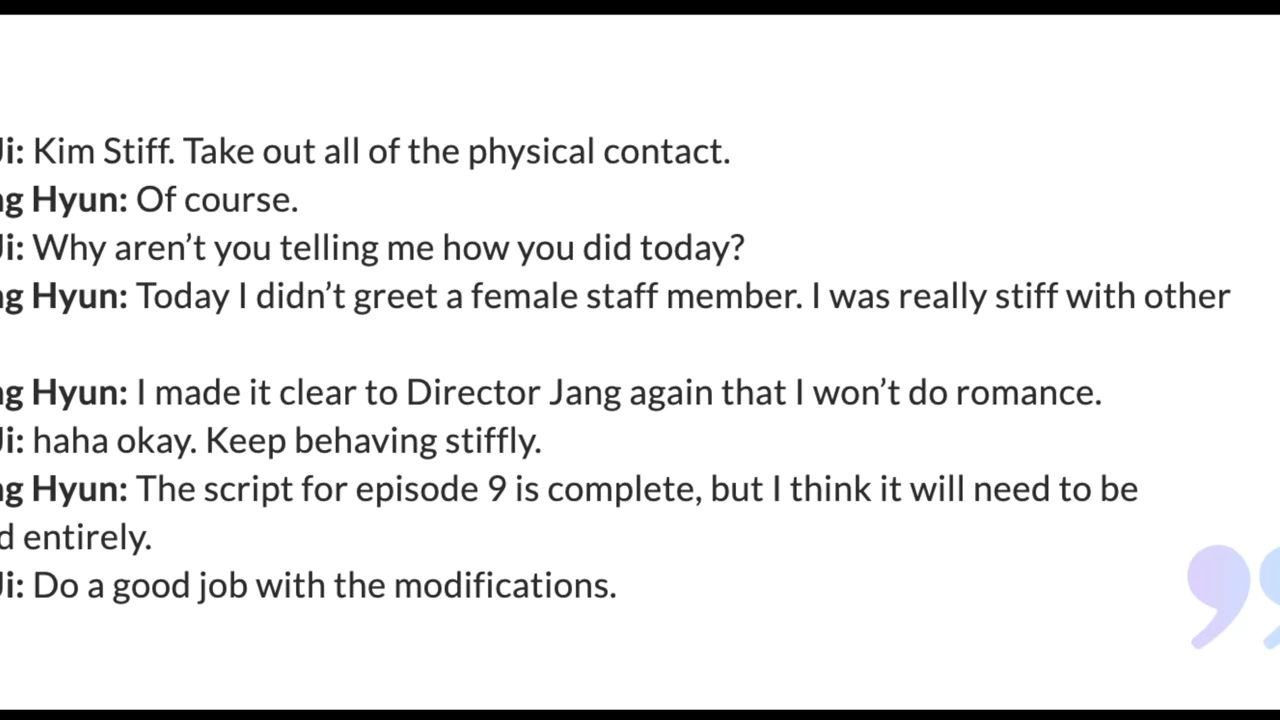 Ji: Kim Stiff. Take out all of the physical contact.
ng Hyun: Of course.
Ji: Why aren’t you telling me how you did today?
ng Hyun: Today I didn’t greet a female staff member. I was really stiff with other
ng Hyun: I made it clear to Director Jang again that I won’t do romance.
Ji: haha okay. Keep behaving stiffly.
ng Hyun: The script for episode 9 is complete, but I think it will need to be
d entirely.
Ji: Do a good job with the modifications.